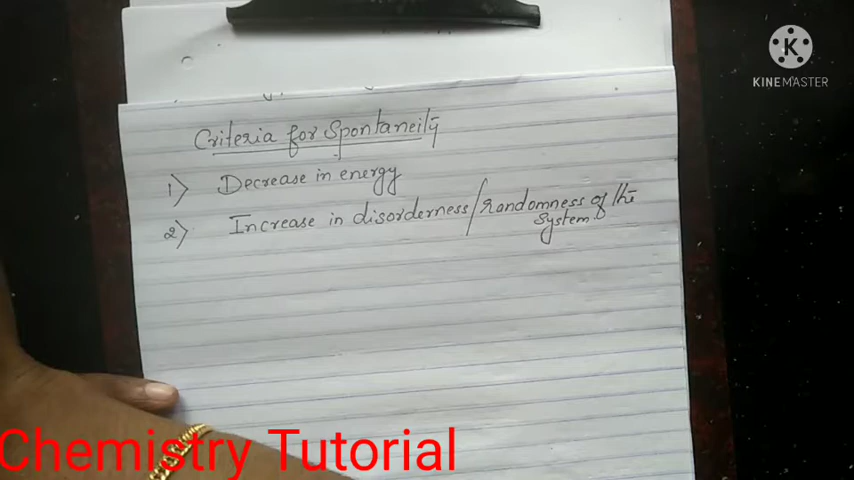 K
KINEMASTER
Criteria for Spontaneity
1) Decrease in energy
2) Increase in disorderness/randomness of the
System.
Chemistry Tutorial